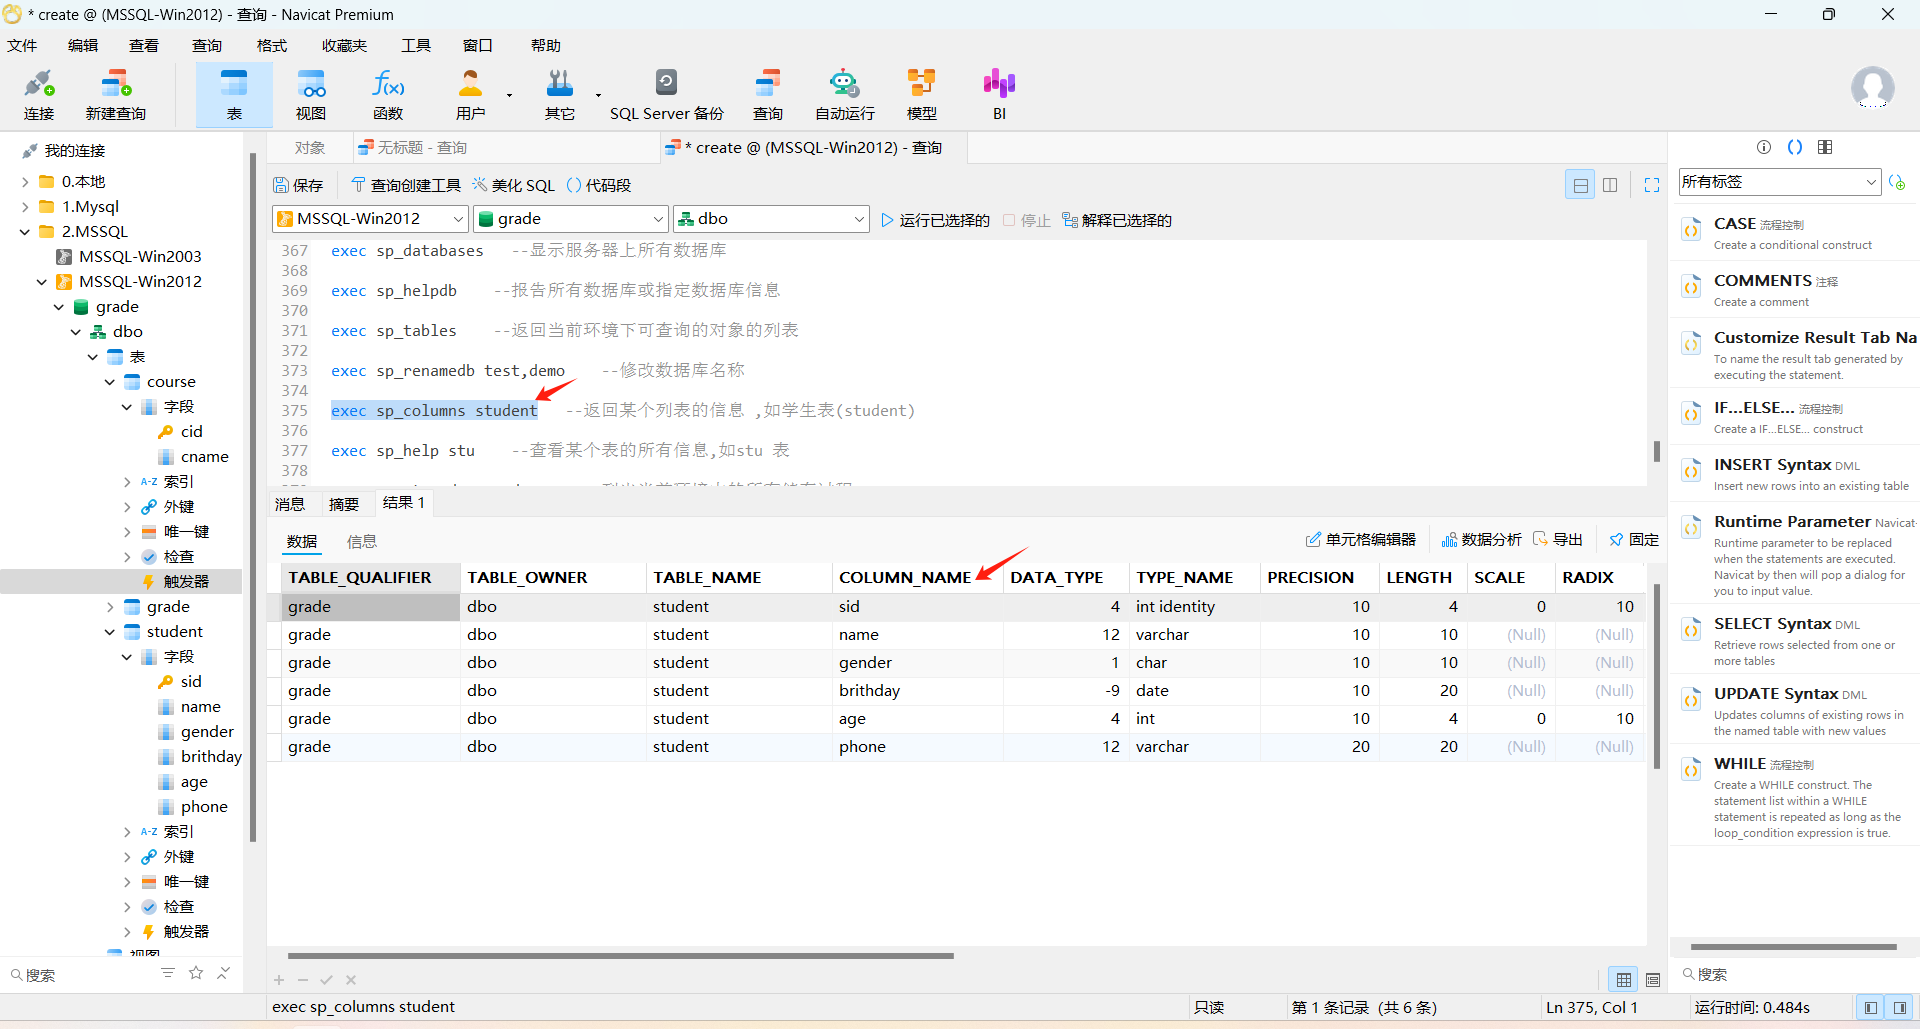 * create @ (MSSQL-Win2012) - 查询 - Navicat Premium
文件 编辑 查看 查询 格式 收藏夹 工具 窗口 帮助
连接 新建查询 表 视图 函数 用户 其它 SQL Server 备份 查询 自动运行 模型 BI
我的连接
0.本地
1.Mysql
2.MSSQL
MSSQL-Win2003
MSSQL-Win2012
grade
dbo
表
course
字段
cid
cname
A-Z 索引
外键
唯一键
检查
触发器
grade
student
字段
sid
name
gender
brithday
age
phone
A-Z 索引
外键
唯一键
检查
触发器
视图
搜索
对象 无标题 - 查询 * create @ (MSSQL-Win2012) - 查询
保存 查询创建工具 美化 SQL () 代码段
MSSQL-Win2012 grade dbo 运行已选择的 停止 解释已选择的
367 exec sp_databases --显示服务器上所有数据库
368
369 exec sp_helpdb --报告所有数据库或指定数据库信息
370
371 exec sp_tables --返回当前环境下可查询的对象的列表
372
373 exec sp_renamedb test,demo --修改数据库名称
374
375 exec sp_columns student --返回某个列表的信息 ,如学生表(student)
376
377 exec sp_help stu --查看某个表的所有信息,如stu 表
378
消息 摘要 结果 1
数据 信息 单元格编辑器 数据分析 导出 固定
TABLE_QUALIFIER TABLE_OWNER TABLE_NAME COLUMN_NAME DATA_TYPE TYPE_NAME PRECISION LENGTH SCALE RADIX
grade dbo student sid 4 int identity 10 4 0 10
grade dbo student name 12 varchar 10 10 (Null) (Null)
grade dbo student gender 1 char 10 10 (Null) (Null)
grade dbo student brithday -9 date 10 20 (Null) (Null)
grade dbo student age 4 int 10 4 0 10
grade dbo student phone 12 varchar 20 20 (Null) (Null)
exec sp_columns student 只读 第 1 条记录 (共 6 条) Ln 375, Col 1 运行时间: 0.484s
所有标签
CASE 流程控制
Create a conditional construct
COMMENTS 注释
Create a comment
Customize Result Tab Na
To name the result tab generated by
executing the statement.
IF...ELSE... 流程控制
Create a IF...ELSE... construct
INSERT Syntax DML
Insert new rows into an existing table
Runtime Parameter Navicat
Runtime parameter to be replaced
when the statements are executed.
Navicat by then will pop a dialog for
you to input value.
SELECT Syntax DML
Retrieve rows selected from one or
more tables
UPDATE Syntax DML
Updates columns of existing rows in
the named table with new values
WHILE 流程控制
Create a WHILE construct. The
statement list within a WHILE
statement is repeated as long as the
loop_condition expression is true.
搜索